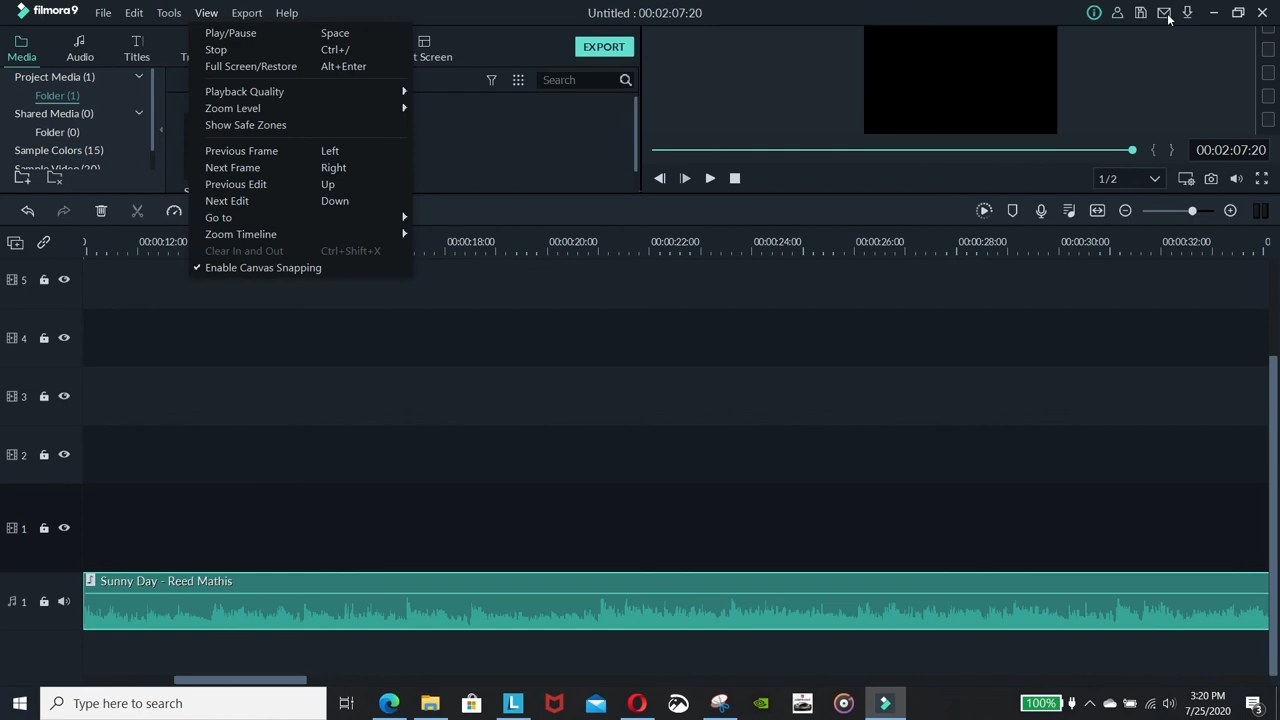 filmora 9 File Edit Tools View Export Help Untitled : 00:02:07:20
Play/Pause Space
Stop Ctrl+/
Full Screen/Restore Alt+Enter
Playback Quality
Zoom Level
Show Safe Zones
Previous Frame Left
Next Frame Right
Previous Edit Up
Next Edit Down
Go to
Zoom Timeline
Clear In and Out Ctrl+Shift+X
Enable Canvas Snapping
Media Audio Titles EXPORT
Project Media (1)
Folder (1)
Shared Media (0)
Folder (0)
Sample Colors (15)
Sample Video (20)
Search
00:02:07:20
1/2
00:00:12:00 00:00:18:00 00:00:20:00 00:00:22:00 00:00:24:00 00:00:26:00 00:00:28:00 00:00:30:00 00:00:32:00
5
4
3
2
1
Sunny Day - Reed Mathis
1
Type here to search
L
100%
3:20 PM
7/25/2020
3